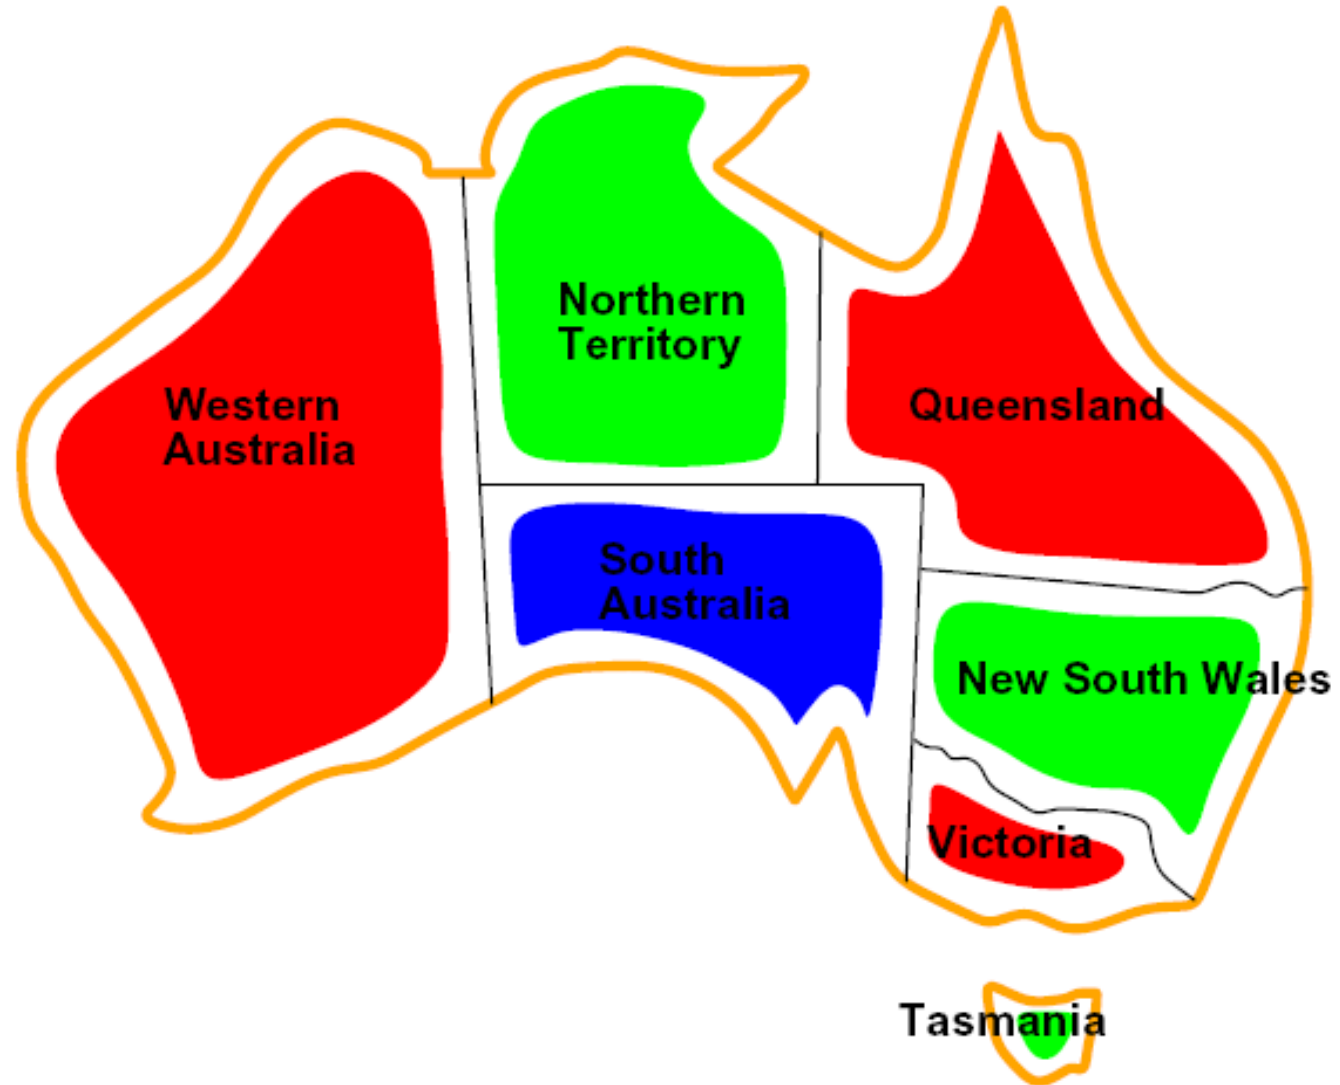 Northern
Territory
Western
Australia
Queensland
South
Australia
New South Wales
Victoria
Tasmania